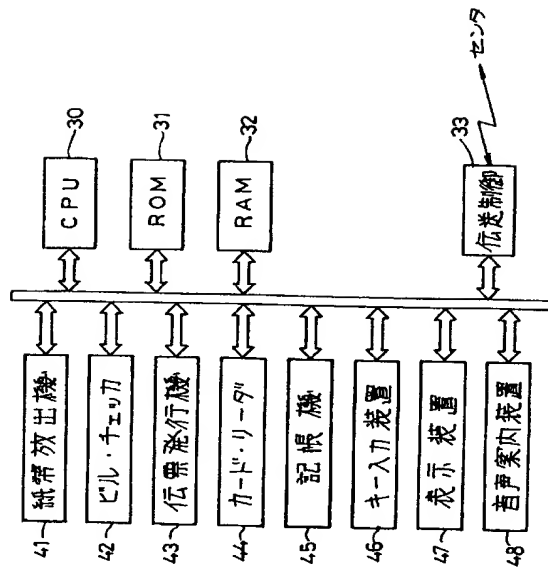 CPU
30
ROM
31
RAM
32
伝送制御
33
センタ
紙幣放出機
41
ビル・チェッカ
42
伝票発行機
43
カード・リーダ
44
記帳機
45
キー入力装置
46
表示装置
47
音声案内装置
48